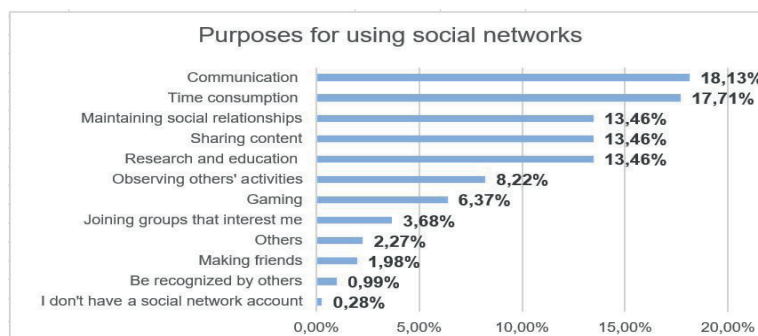 Purposes for using social networks
Communication 18,13%
Time consumption 17,71%
Maintaining social relationships 13,46%
Sharing content 13,46%
Research and education 13,46%
Observing others' activities 8,22%
Gaming 6,37%
Joining groups that interest me 3,68%
Others 2,27%
Making friends 1,98%
Be recognized by others 0,99%
I don't have a social network account 0,28%
0,00% 5,00% 10,00% 15,00% 20,00%